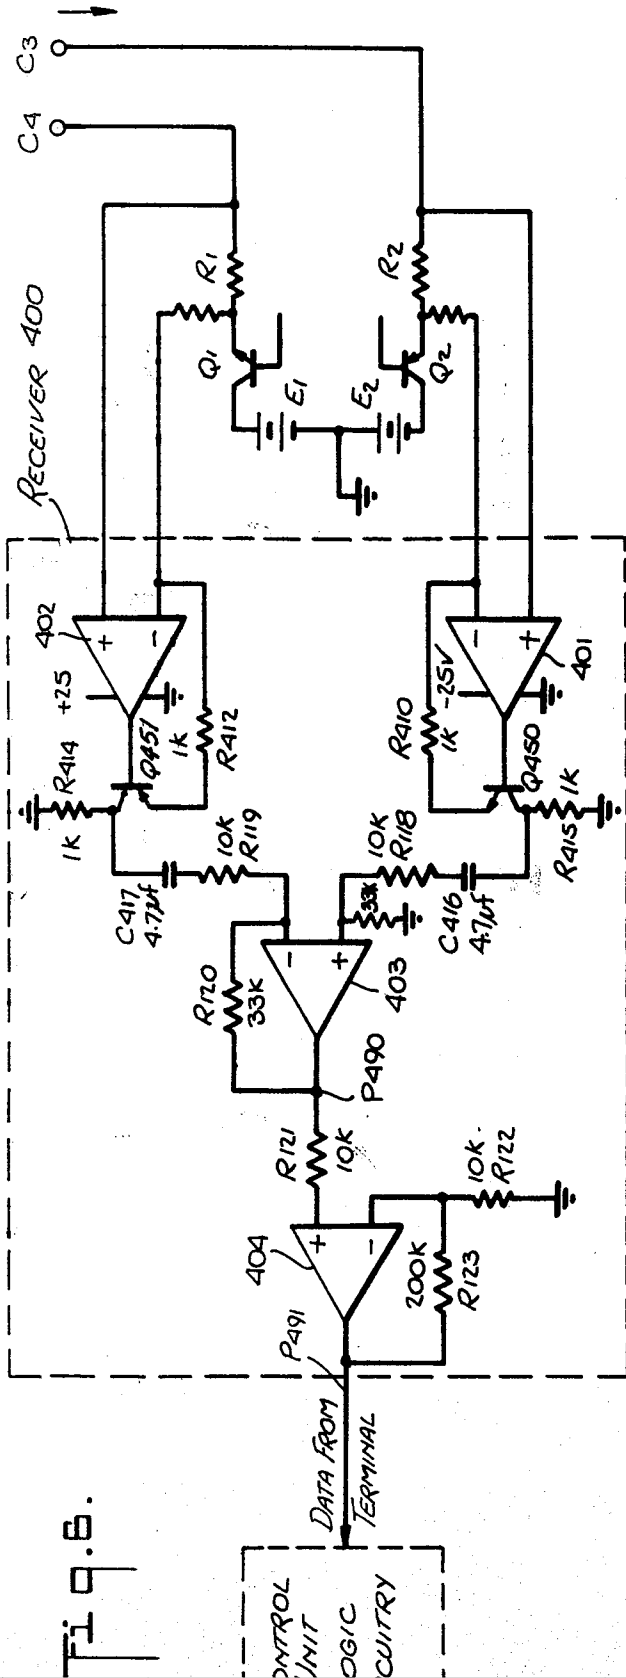 C3
C4
RECEIVER 400
R1
R2
Q1
Q2
E1
E2
402
+
-
+25
-
+
-25V
401
R414
1K
Q451
1K
R412
R410
1K
Q450
R415
1K
C417
4.7µf
10K
R119
10K
R118
33K
C416
4.7µf
-
+
403
R120
33K
P490
R121
10K
404
+
-
10K
R122
200K
R123
P491
DATA FROM
TERMINAL
Fig.6.
ONTROL
UNIT
OGIC
CUITRY